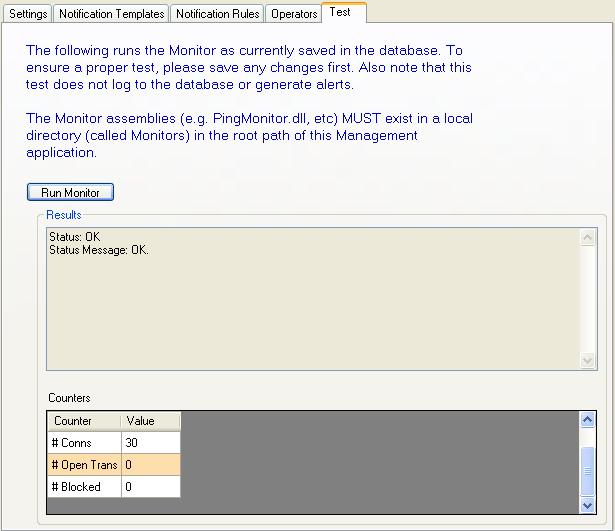 Settings Notification Templates Notification Rules Operators Test
The following runs the Monitor as currently saved in the database. To
ensure a proper test, please save any changes first. Also note that this
test does not log to the database or generate alerts.
The Monitor assemblies (e.g. PingMonitor.dll, etc) MUST exist in a local
directory (called Monitors) in the root path of this Management
application.
Run Monitor
Results
Status: OK
Status Message: OK.
Counters
Counter Value
# Conns 30
# Open Trans 0
# Blocked 0